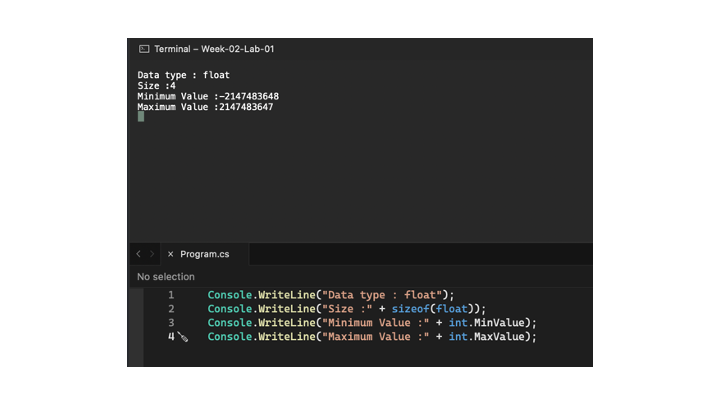 Terminal – Week-02-Lab-01
Data type : float
Size :4
Minimum Value :-2147483648
Maximum Value :2147483647
Program.cs
No selection
1 Console.WriteLine("Data type : float");
2 Console.WriteLine("Size :" + sizeof(float));
3 Console.WriteLine("Minimum Value :" + int.MinValue);
4 Console.WriteLine("Maximum Value :" + int.MaxValue);